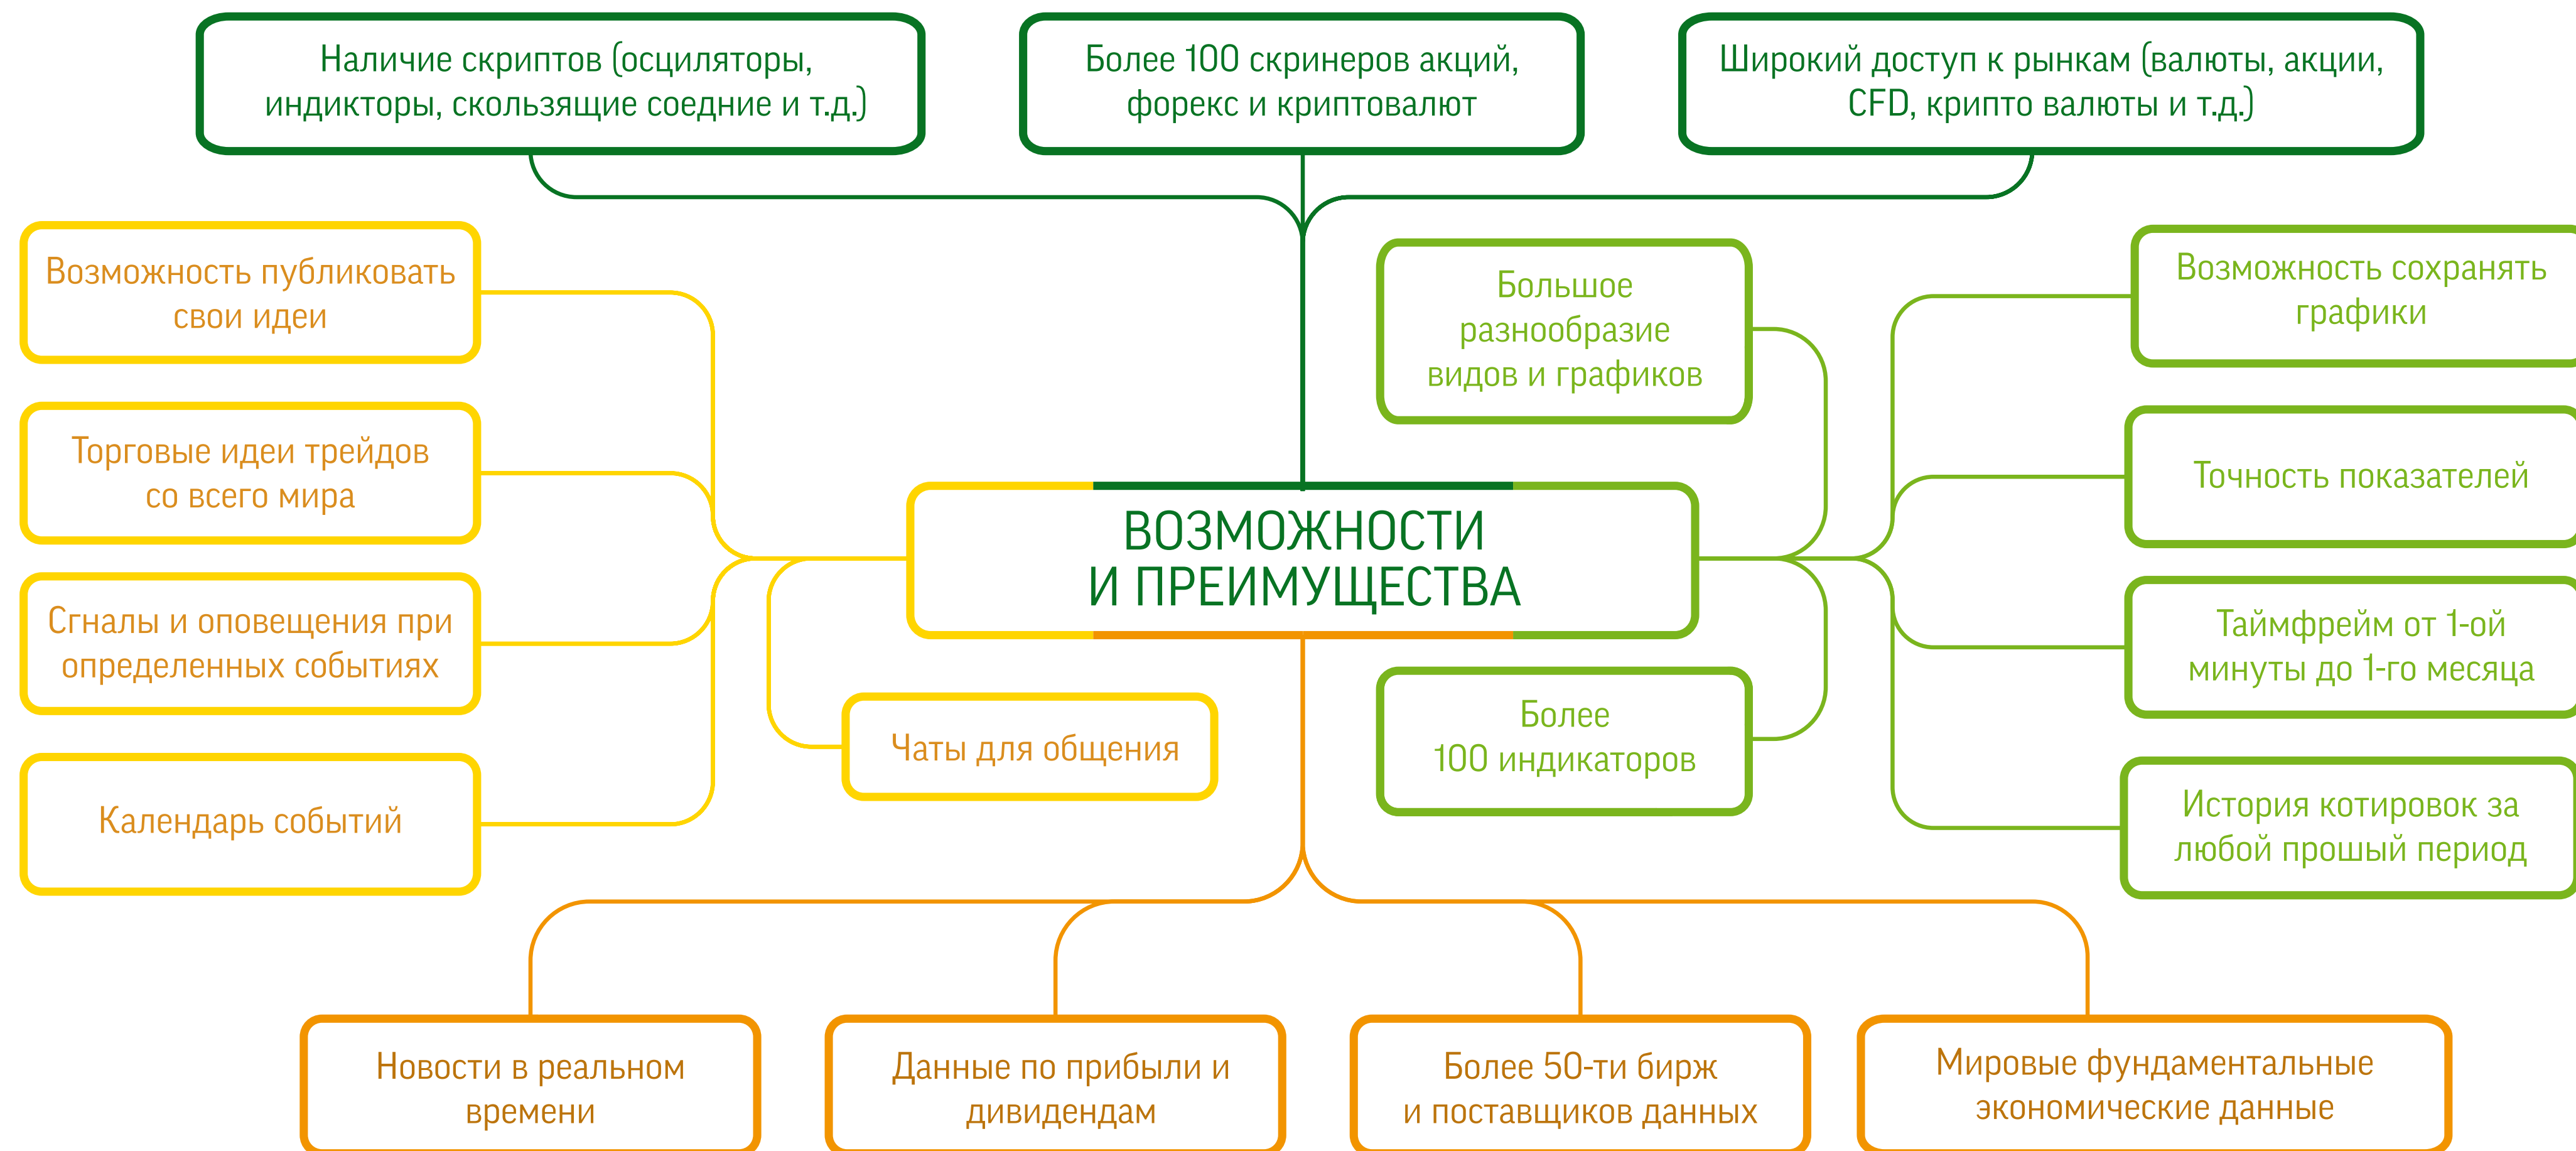 Наличие скриптов (осциляторы,
индикторы, скользящие соедние и т.д.)
Более 100 скринеров акций,
форекс и криптовалют
Широкий доступ к рынкам (валюты, акции,
CFD, крипто валюты и т.д.)
Возможность публиковать
свои идеи
Торговые идеи трейдов
со всего мира
Сгналы и оповещения при
определенных событиях
Календарь событий
Чаты для общения
ВОЗМОЖНОСТИ
И ПРЕИМУЩЕСТВА
Большое
разнообразие
видов и графиков
Более
100 индикаторов
Возможность сохранять
графики
Точность показателей
Таймфрейм от 1-ой
минуты до 1-го месяца
История котировок за
любой прошый период
Новости в реальном
времени
Данные по прибыли и
дивидендам
Более 50-ти бирж
и поставщиков данных
Мировые фундаментальные
экономические данные